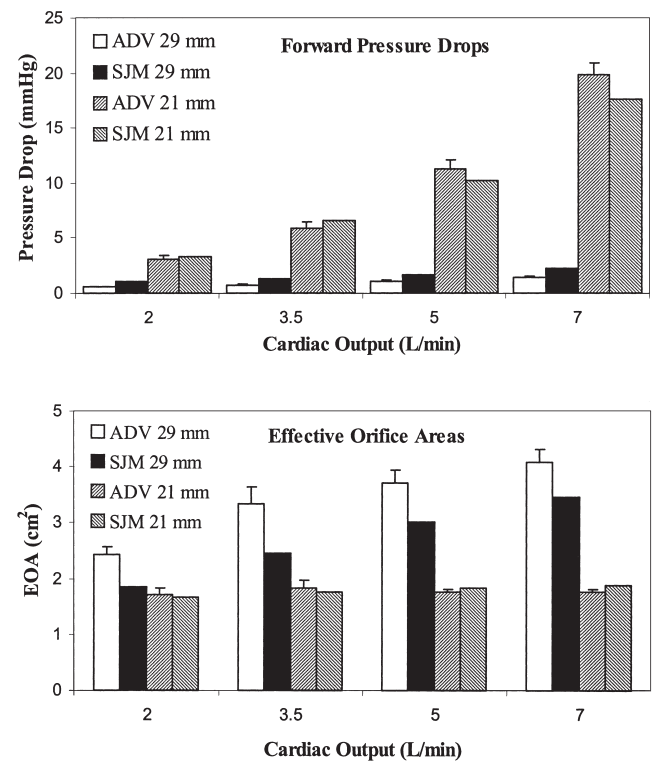 Forward Pressure Drops
ADV 29 mm
SJM 29 mm
ADV 21 mm
SJM 21 mm
Pressure Drop (mmHg)
25
20
15
10
5
0
2 3.5 5 7
Cardiac Output (L/min)
Effective Orifice Areas
ADV 29 mm
SJM 29 mm
ADV 21 mm
SJM 21 mm
EOA (cm²)
5
4
3
2
1
0
2 3.5 5 7
Cardiac Output (L/min)